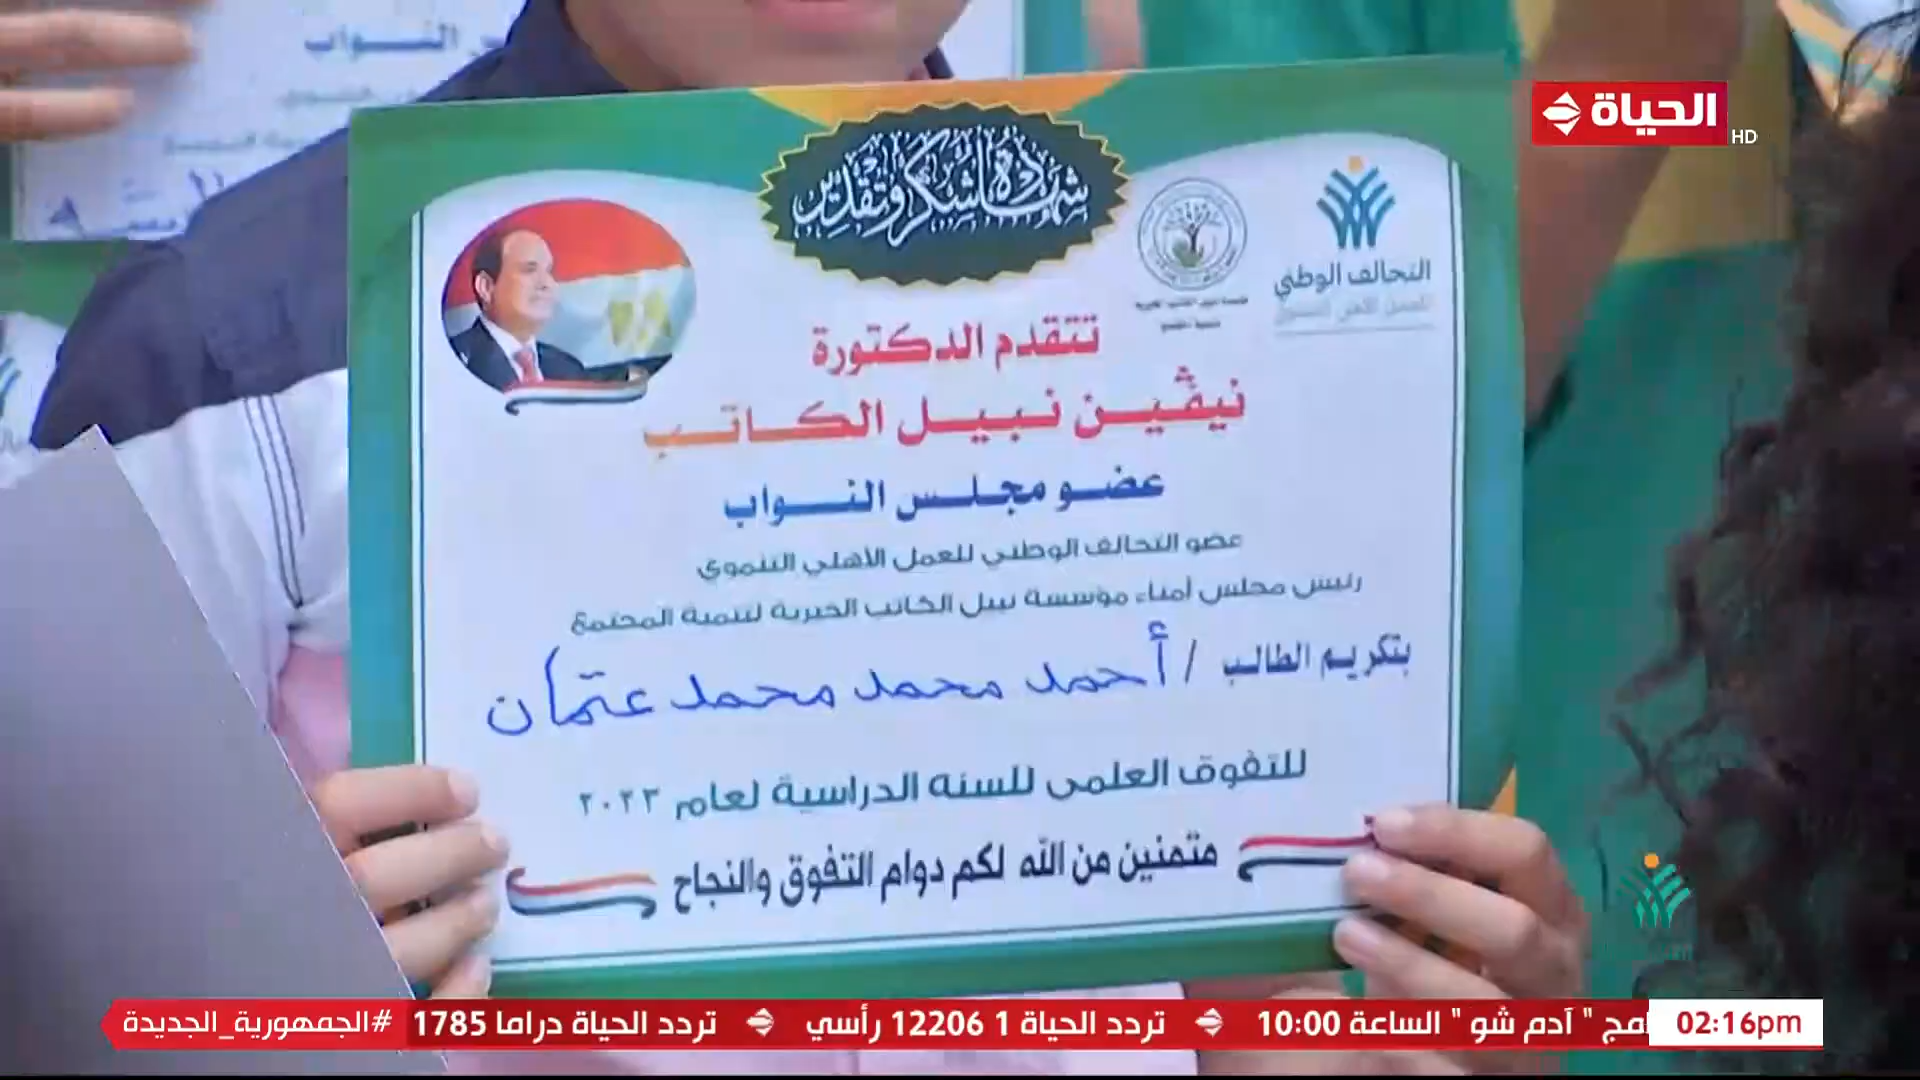 الحياة
HD
شهادة شكر وتقدير
التحالف الوطني
تتقدم الدكتورة
نيڤين نبيل الكاتب
عضو مجلس النواب
عضو التحالف الوطني للعمل الأهلي التنموي
رئيس مجلس أمناء مؤسسة نبيل الكاتب الخيرية لتنمية المجتمع
بتكريم الطالب / أحمد محمد محمد عثمان
للتفوق العلمى للسنه الدراسية لعام ٢٠٢٣
متمنين من الله لكم دوام التفوق والنجاح
النواب
02:16pm
" آدم شو " الساعة 10:00 تردد الحياة 1 12206 رأسي تردد الحياة دراما 1785
#الجمهورية_الجديدة